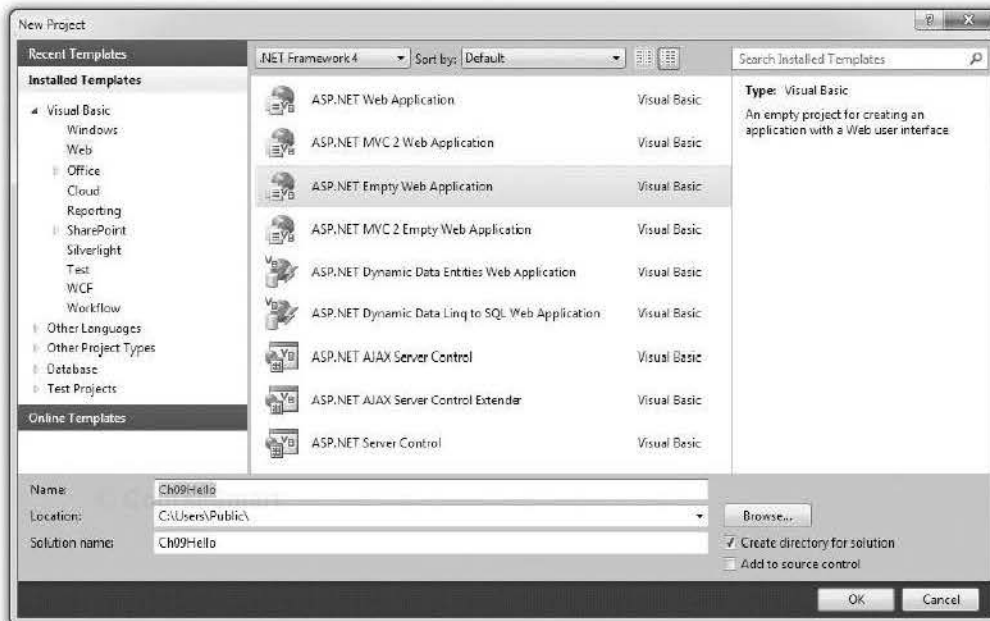 New Project
Recent Templates
Installed Templates
Visual Basic
Windows
Web
Office
Cloud
Reporting
SharePoint
Silverlight
Test
WCF
Workflow
Other Languages
Other Project Types
Database
Test Projects
Online Templates
.NET Framework 4 Sort by: Default
ASP.NET Web Application Visual Basic
ASP.NET MVC 2 Web Application Visual Basic
ASP.NET Empty Web Application Visual Basic
ASP.NET MVC 2 Empty Web Application Visual Basic
ASP.NET Dynamic Data Entities Web Application
ASP.NET Dynamic Data Linq to SQL Web Application Visual Basic
ASP.NET AJAX Server Control Visual Basic
ASP.NET AJAX Server Control Extender Visual Basic
ASP.NET Server Control Visual Basic
Search Installed Templates
Type: Visual Basic
An empty project for creating an
application with a Web user interface
Name: Ch09Hello
Location: C:\Users\Public\ Browse...
Solution name: Ch09Hello
Create directory for solution
Add to source control
OK Cancel